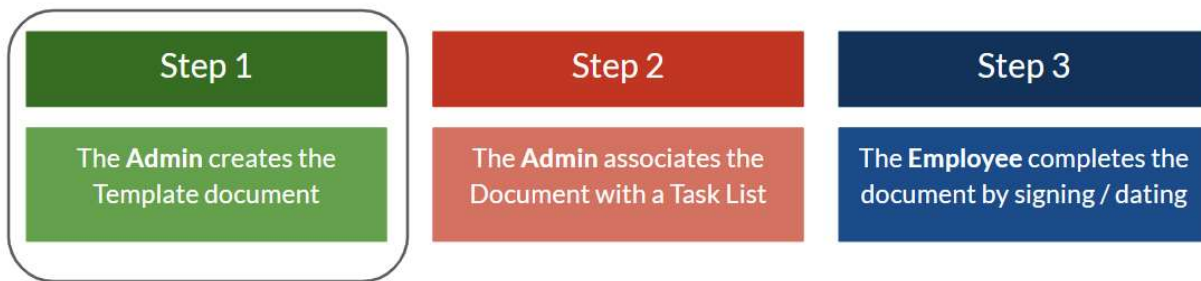 Step 1
The Admin creates the
Template document
Step 2
The Admin associates the
Document with a Task List
Step 3
The Employee completes the
document by signing / dating